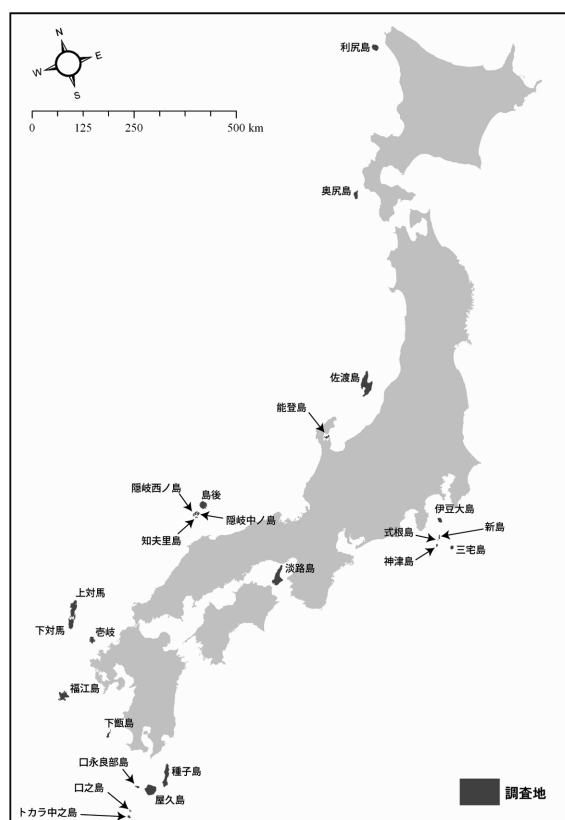 利尻島
N
W
E
S
0
125
250
500 km
奥尻島
佐渡島
能登島
隠岐西ノ島
島後
隠岐中ノ島
知夫里島
伊豆大島
新島
式根島
三宅島
神津島
淡路島
上対馬
下対馬
壱岐
福江島
下甑島
口永良部島
種子島
屋久島
口之島
トカラ中之島
調査地